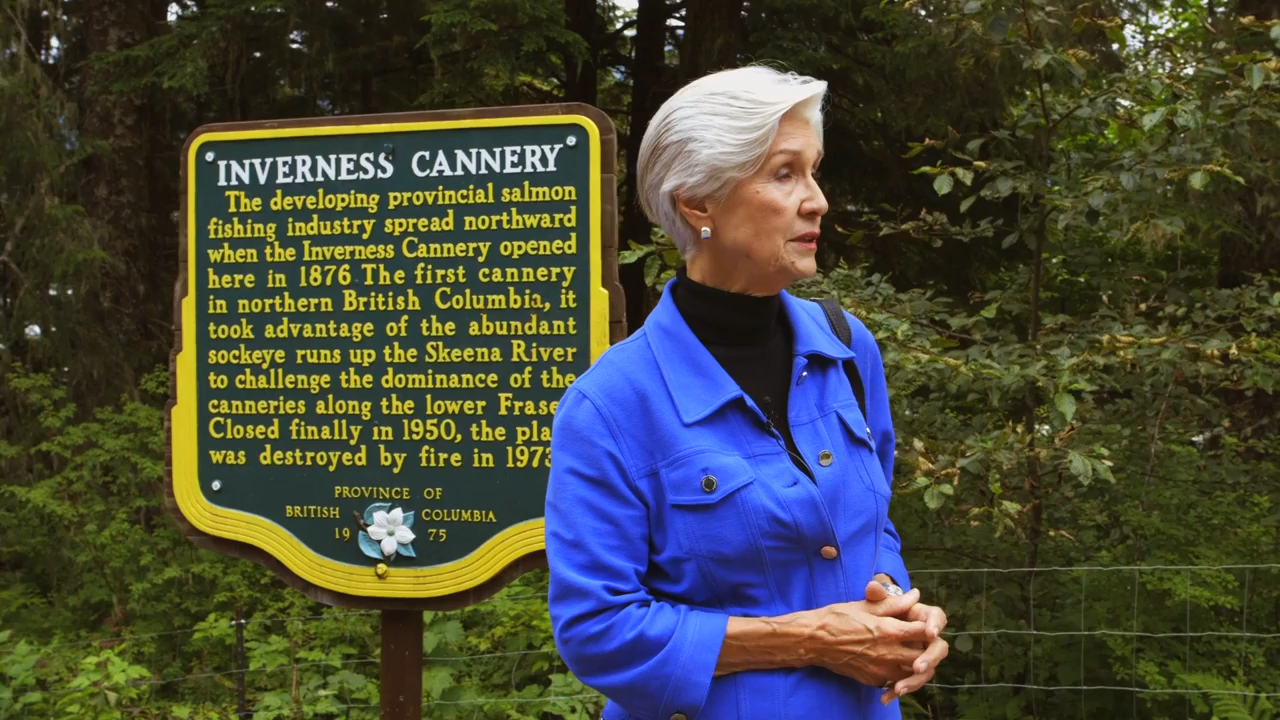 INVERNESS CANNERY
The developing provincial salmon
fishing industry spread northward
when the Inverness Cannery opened
here in 1876. The first cannery
in northern British Columbia, it
took advantage of the abundant
sockeye runs up the Skeena River
to challenge the dominance of the
canneries along the lower Frase
Closed finally in 1950, the pla
was destroyed by fire in 1973
PROVINCE OF
BRITISH COLUMBIA
19 75